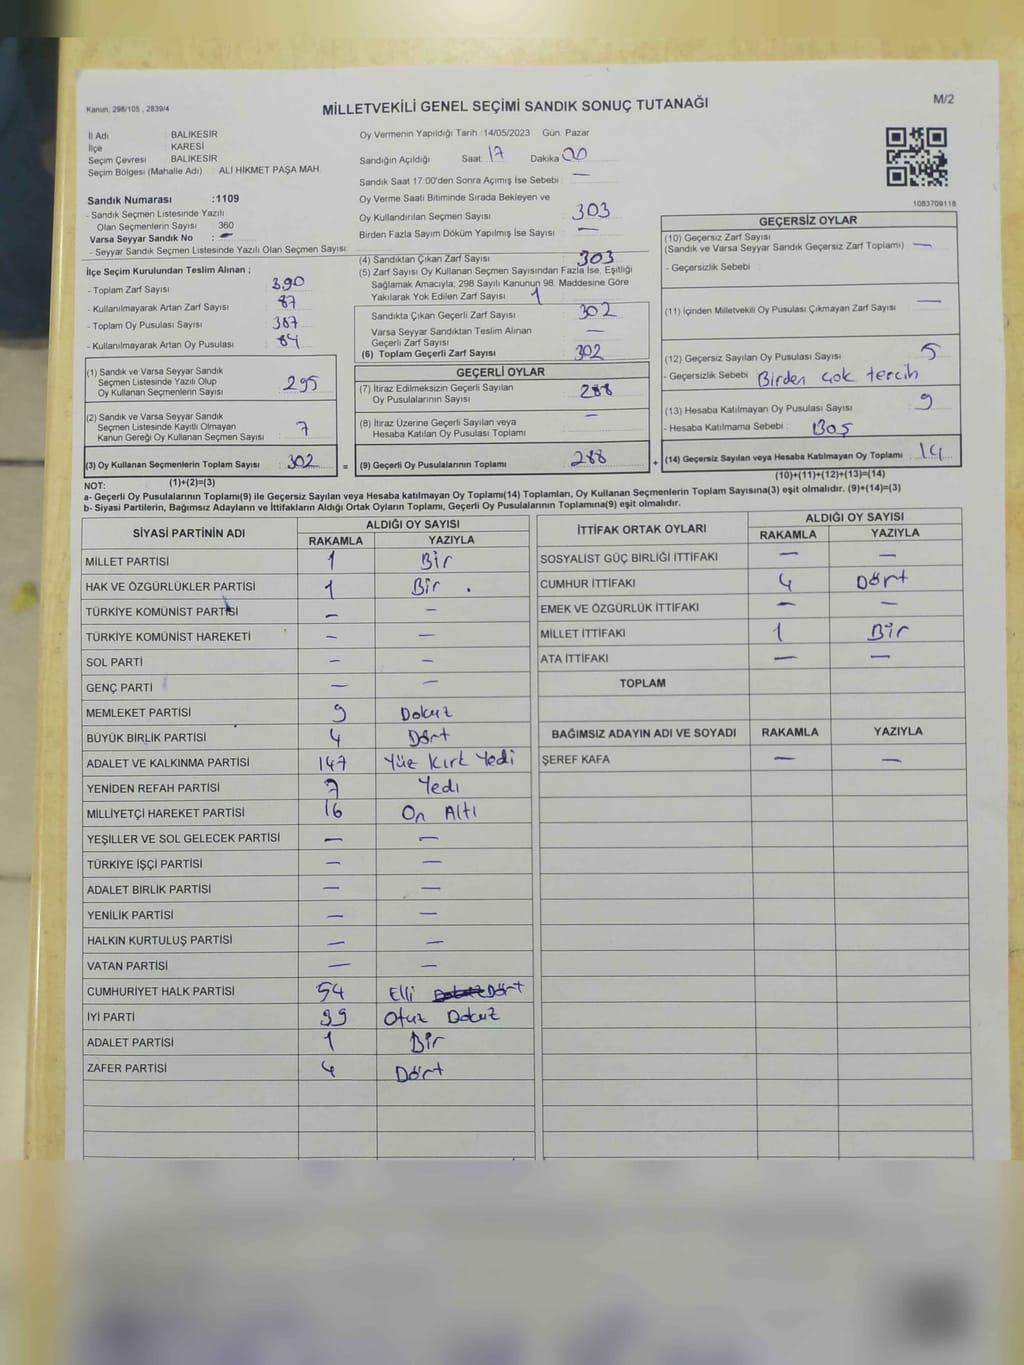 Kanun, 298/105 , 2839/4
MİLLETVEKİLİ GENEL SEÇİMİ SANDIK SONUÇ TUTANAĞI
M/2
İl Adı BALIKESİR
İlçe KARESİ
Seçim Çevresi BALIKESİR
Seçim Bölgesi (Mahalle Adı) ALİ HİKMET PAŞA MAH
Sandık Numarası :1109
- Sandık Seçmen Listesinde Yazılı
Olan Seçmenlerin Sayısı 360
Varsa Seyyar Sandık No : -
- Seyyar Sandık Seçmen Listesinde Yazılı Olan Seçmen Sayısı:
Oy Vermenin Yapıldığı Tarih :14/05/2023 Gün: Pazar
Sandığın Açıldığı Saat 17 Dakika 00
Sandık Saat 17:00'den Sonra Açımış İse Sebebi : —
Oy Verme Saati Bitiminde Sırada Bekleyen ve
Oy Kullandırılan Seçmen Sayısı 303
Birden Fazla Sayım Döküm Yapılmış İse Sayısı —
1083709118
İlçe Seçim Kurulundan Teslim Alınan ;
- Toplam Zarf Sayısı 390
- Kullanılmayarak Artan Zarf Sayısı 87
- Toplam Oy Pusulası Sayısı 387
- Kullanılmayarak Artan Oy Pusulası 84
(4) Sandıktan Çıkan Zarf Sayısı 303
(5) Zarf Sayısı Oy Kullanan Seçmen Sayısından Fazla İse, Eşitliği
Sağlamak Amacıyla; 298 Sayılı Kanunun 98. Maddesine Göre
Yakılarak Yok Edilen Zarf Sayısı 1
Sandıkta Çıkan Geçerli Zarf Sayısı 302
Varsa Seyyar Sandıktan Teslim Alınan
Geçerli Zarf Sayısı —
(6) Toplam Geçerli Zarf Sayısı 302
GEÇERSİZ OYLAR
(10) Geçersiz Zarf Sayısı
(Sandık ve Varsa Seyyar Sandık Geçersiz Zarf Toplamı) —
- Geçersizlik Sebebi
(11) İçinden Milletvekili Oy Pusulası Çıkmayan Zarf Sayısı —
(12) Geçersiz Sayılan Oy Pusulası Sayısı 5
- Geçersizlik Sebebi Birden çok tercih
(13) Hesaba Katılmayan Oy Pusulası Sayısı 9
- Hesaba Katılmama Sebebi : Boş
(14) Geçersiz Sayılan veya Hesaba Katılmayan Oy Toplamı 14
(10)+(11)+(12)+(13)=(14)
(1) Sandık ve Varsa Seyyar Sandık
Seçmen Listesinde Yazılı Olup
Oy Kullanan Seçmenlerin Sayısı 295
(2) Sandık ve Varsa Seyyar Sandık
Seçmen Listesinde Kayıtlı Olmayan
Kanun Gereği Oy Kullanan Seçmen Sayısı 7
(3) Oy Kullanan Seçmenlerin Toplam Sayısı 302 =
(1)+(2)=(3)
GEÇERLİ OYLAR
(7) İtiraz Edilmeksizin Geçerli Sayılan
Oy Pusulalarının Sayısı 288
(8) İtiraz Üzerine Geçerli Sayılan veya
Hesaba Katılan Oy Pusulası Toplamı —
(9) Geçerli Oy Pusulalarının Toplamı 288 +
NOT:
a- Geçerli Oy Pusulalarının Toplamı(9) ile Geçersiz Sayılan veya Hesaba katılmayan Oy Toplamı(14) Toplamları, Oy Kullanan Seçmenlerin Toplam Sayısına(3) eşit olmalıdır. (9)+(14)=(3)
b- Siyasi Partilerin, Bağımsız Adayların ve İttifakların Aldığı Ortak Oyların Toplamı, Geçerli Oy Pusulalarının Toplamına(9) eşit olmalıdır.
SİYASİ PARTİNİN ADI ALDIĞI OY SAYISI
RAKAMLA YAZIYLA
MİLLET PARTİSİ 1 Bir
HAK VE ÖZGÜRLÜKLER PARTİSİ 1 Bir .
TÜRKİYE KOMÜNİST PARTİSİ — —
TÜRKİYE KOMÜNİST HAREKETİ — —
SOL PARTİ — —
GENÇ PARTİ — —
MEMLEKET PARTİSİ 9 Dokuz
BÜYÜK BİRLİK PARTİSİ 4 Dört
ADALET VE KALKINMA PARTİSİ 147 Yüz Kırk Yedi
YENİDEN REFAH PARTİSİ 7 Yedi
MİLLİYETÇİ HAREKET PARTİSİ 16 On Altı
YEŞİLLER VE SOL GELECEK PARTİSİ — —
TÜRKİYE İŞÇİ PARTİSİ — —
ADALET BİRLİK PARTİSİ — —
YENİLİK PARTİSİ — —
HALKIN KURTULUŞ PARTİSİ — —
VATAN PARTİSİ — —
CUMHURİYET HALK PARTİSİ 54 Elli Dört
İYİ PARTİ 39 Otuz Dokuz
ADALET PARTİSİ 1 Bir
ZAFER PARTİSİ 4 Dört
İTTİFAK ORTAK OYLARI ALDIĞI OY SAYISI
RAKAMLA YAZIYLA
SOSYALİST GÜÇ BİRLİĞİ İTTİFAKI — —
CUMHUR İTTİFAKI 4 Dört
EMEK VE ÖZGÜRLÜK İTTİFAKI — —
MİLLET İTTİFAKI 1 Bir
ATA İTTİFAKI — —
TOPLAM
BAĞIMSIZ ADAYIN ADI VE SOYADI RAKAMLA YAZIYLA
ŞEREF KAFA — —